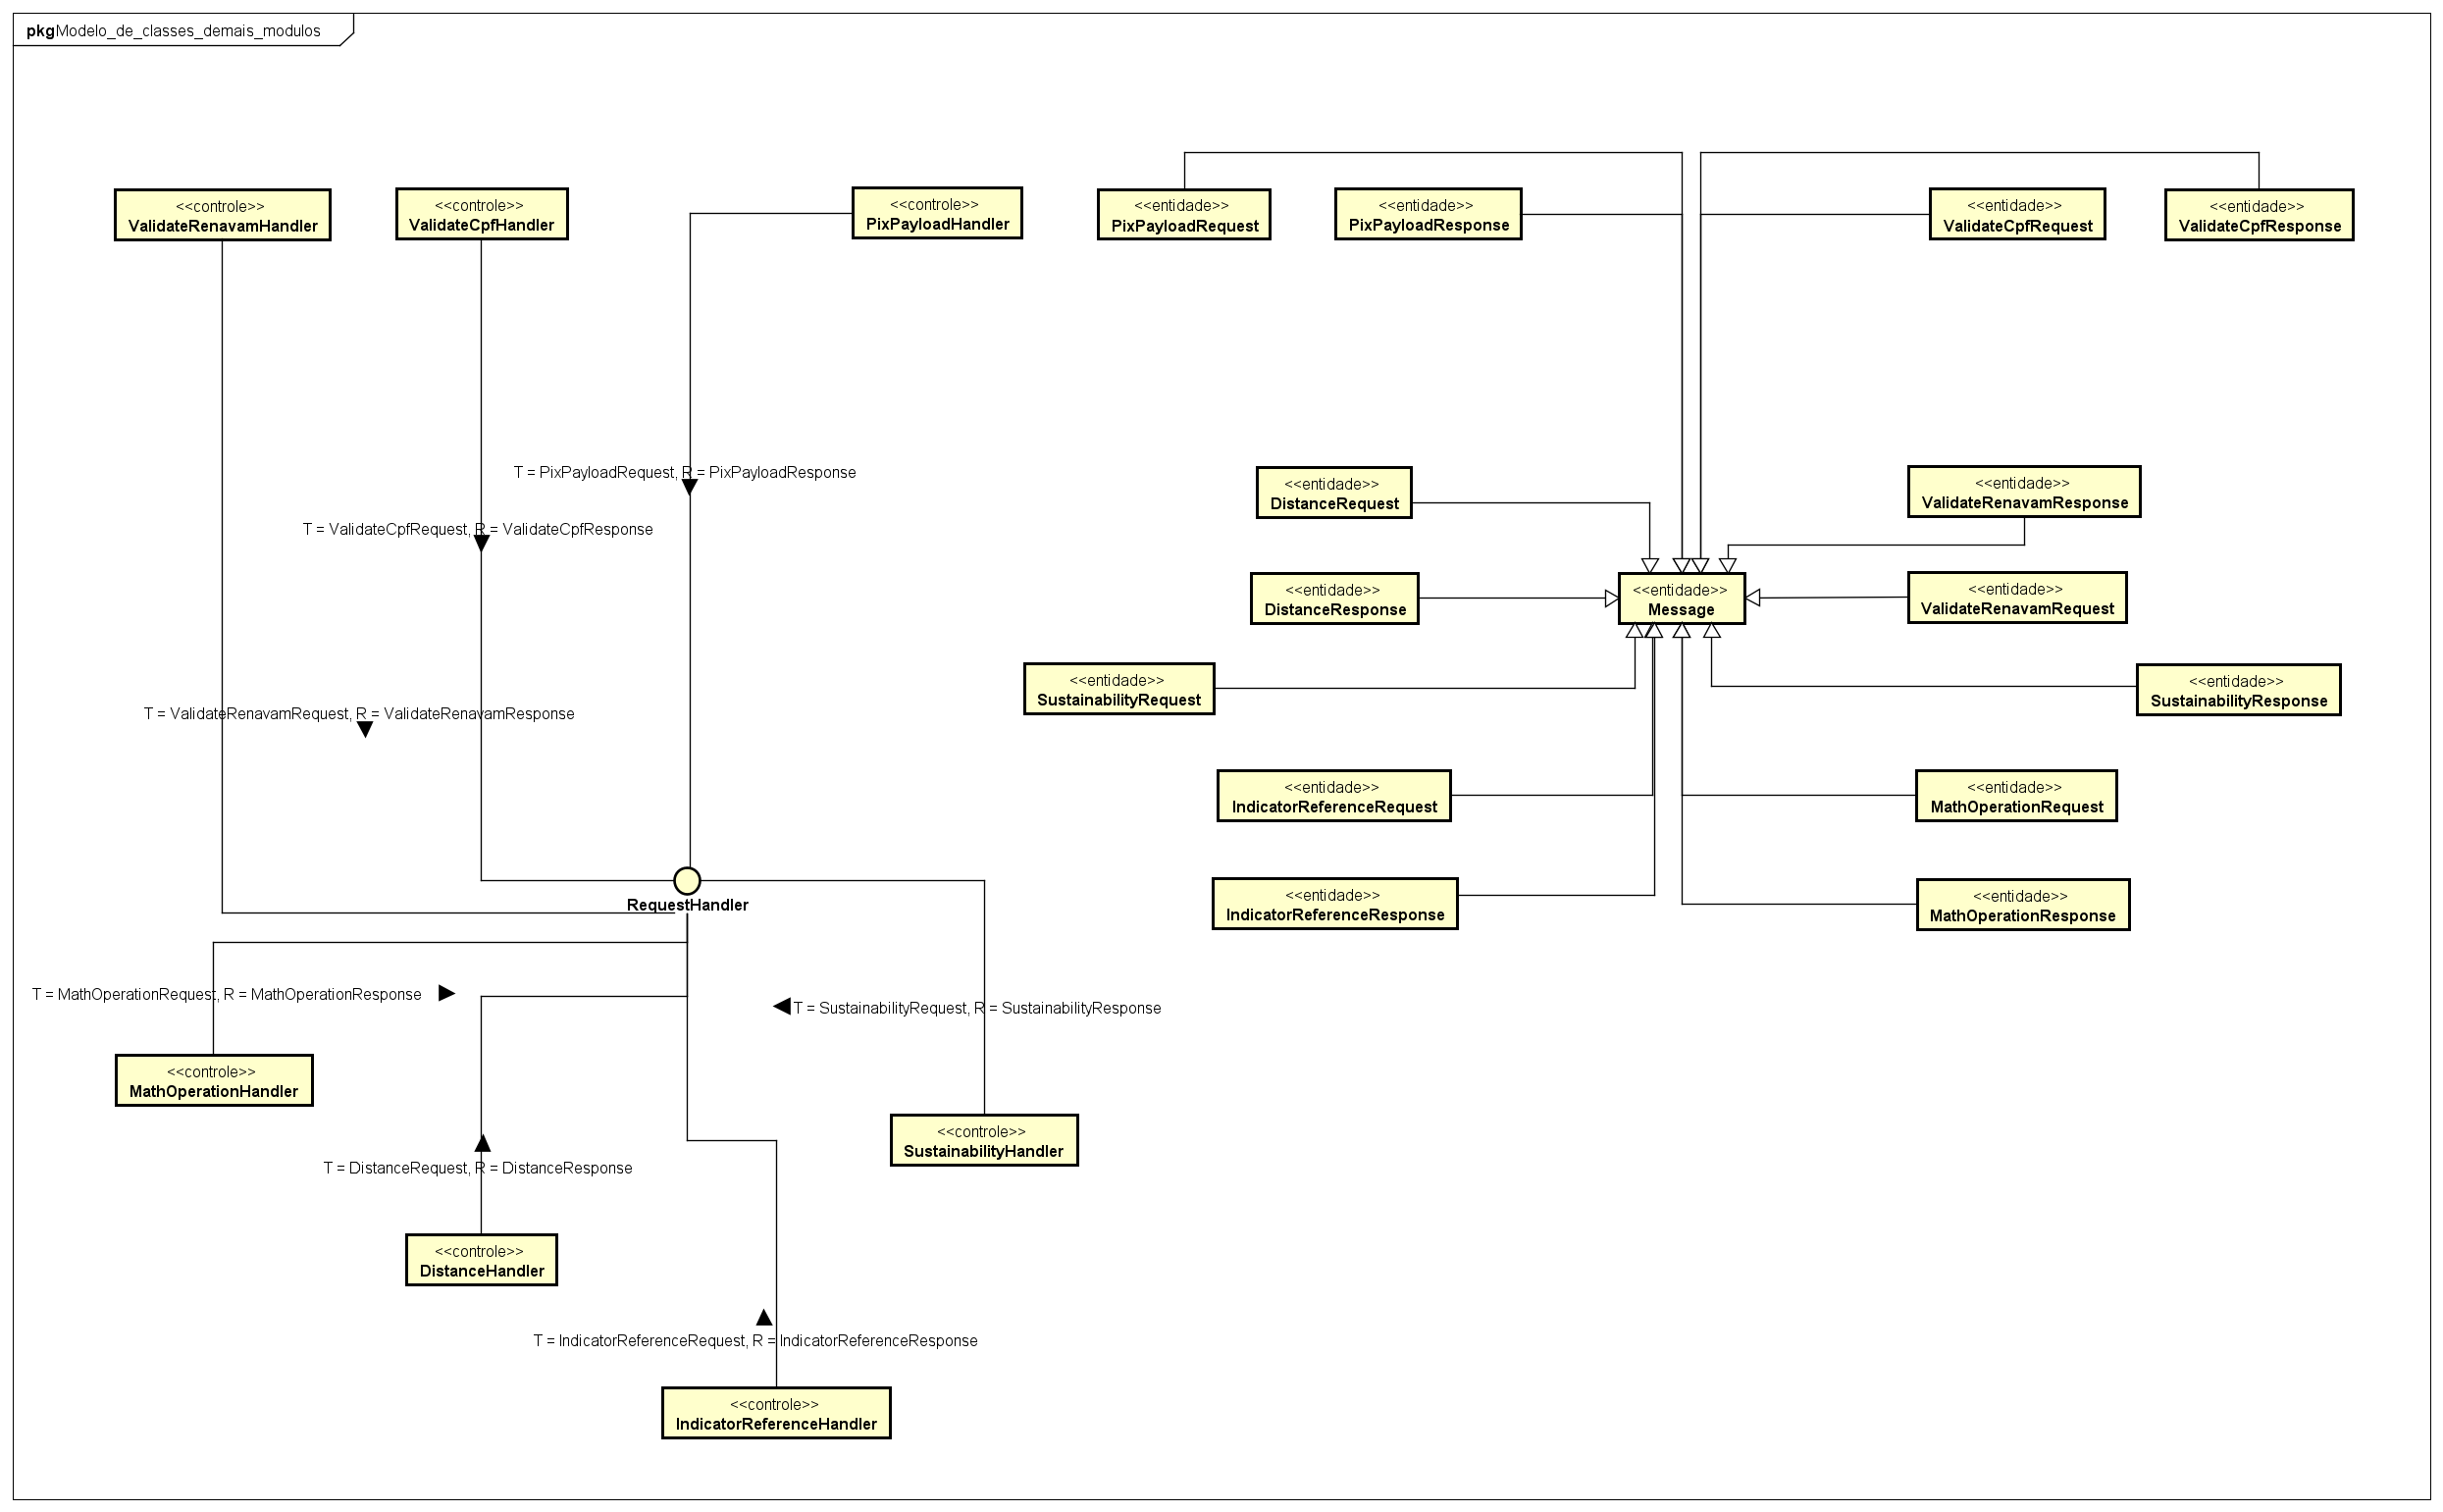 pkgModelo_de_classes_demais_modulos
<<controle>>
ValidateRenavamHandler
<<controle>>
ValidateCpfHandler
<<controle>>
PixPayloadHandler
<<entidade>>
PixPayloadRequest
<<entidade>>
PixPayloadResponse
<<entidade>>
ValidateCpfRequest
<<entidade>>
ValidateCpfResponse
T = PixPayloadRequest, R = PixPayloadResponse
T = ValidateCpfRequest, R = ValidateCpfResponse
<<entidade>>
DistanceRequest
<<entidade>>
ValidateRenavamResponse
<<entidade>>
DistanceResponse
<<entidade>>
Message
<<entidade>>
ValidateRenavamRequest
<<entidade>>
SustainabilityRequest
<<entidade>>
SustainabilityResponse
T = ValidateRenavamRequest, R = ValidateRenavamResponse
<<entidade>>
IndicatorReferenceRequest
<<entidade>>
MathOperationRequest
RequestHandler
<<entidade>>
IndicatorReferenceResponse
<<entidade>>
MathOperationResponse
T = MathOperationRequest, R = MathOperationResponse
T = SustainabilityRequest, R = SustainabilityResponse
<<controle>>
MathOperationHandler
<<controle>>
SustainabilityHandler
T = DistanceRequest, R = DistanceResponse
<<controle>>
DistanceHandler
T = IndicatorReferenceRequest, R = IndicatorReferenceResponse
<<controle>>
IndicatorReferenceHandler